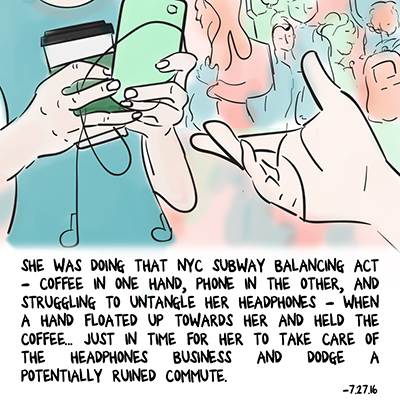 SHE WAS DOING THAT NYC SUBWAY BALANCING ACT
- COFFEE IN ONE HAND, PHONE IN THE OTHER, AND
STRUGGLING TO UNTANGLE HER HEADPHONES - WHEN
A HAND FLOATED UP TOWARDS HER AND HELD THE
COFFEE... JUST IN TIME FOR HER TO TAKE CARE OF
THE HEADPHONES BUSINESS AND DODGE A
POTENTIALLY RUINED COMMUTE.
-7.27.16